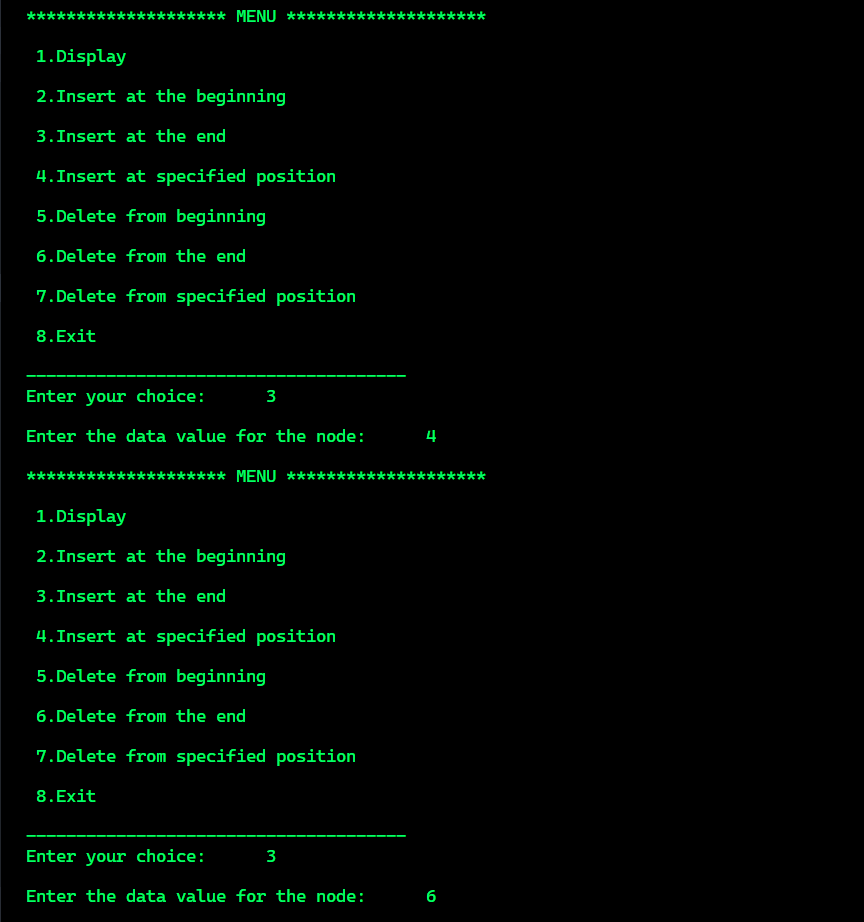 ******************** MENU ********************
1.Display
2.Insert at the beginning
3.Insert at the end
4.Insert at specified position
5.Delete from beginning
6.Delete from the end
7.Delete from specified position
8.Exit
______________________________________
Enter your choice:      3
Enter the data value for the node:      4
******************** MENU ********************
1.Display
2.Insert at the beginning
3.Insert at the end
4.Insert at specified position
5.Delete from beginning
6.Delete from the end
7.Delete from specified position
8.Exit
______________________________________
Enter your choice:      3
Enter the data value for the node:      6